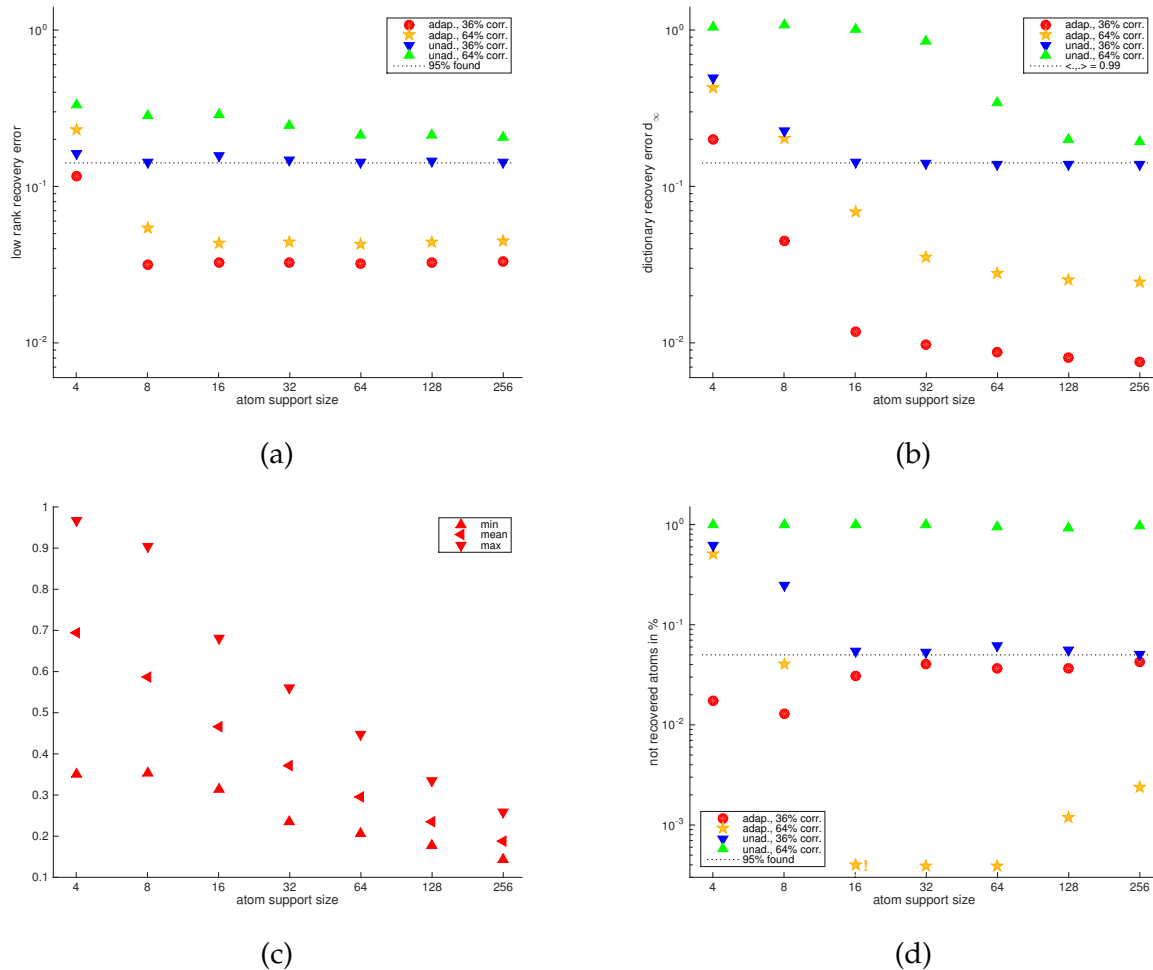 10^0
10^-1
10^-2
low rank recovery error
adap., 36% corr.
adap., 64% corr.
unad., 36% corr.
unad., 64% corr.
95% found
4 8 16 32 64 128 256
atom support size
(a)
10^0
10^-1
10^-2
dictionary recovery error d_∞
adap., 36% corr.
adap., 64% corr.
unad., 36% corr.
unad., 64% corr.
<.,.> = 0.99
4 8 16 32 64 128 256
atom support size
(b)
1
0.9
0.8
0.7
0.6
0.5
0.4
0.3
0.2
0.1
min
mean
max
4 8 16 32 64 128 256
atom support size
(c)
10^0
10^-1
10^-2
10^-3
not recovered atoms in %
adap., 36% corr.
adap., 64% corr.
unad., 36% corr.
unad., 64% corr.
95% found
!
4 8 16 32 64 128 256
atom support size
(d)